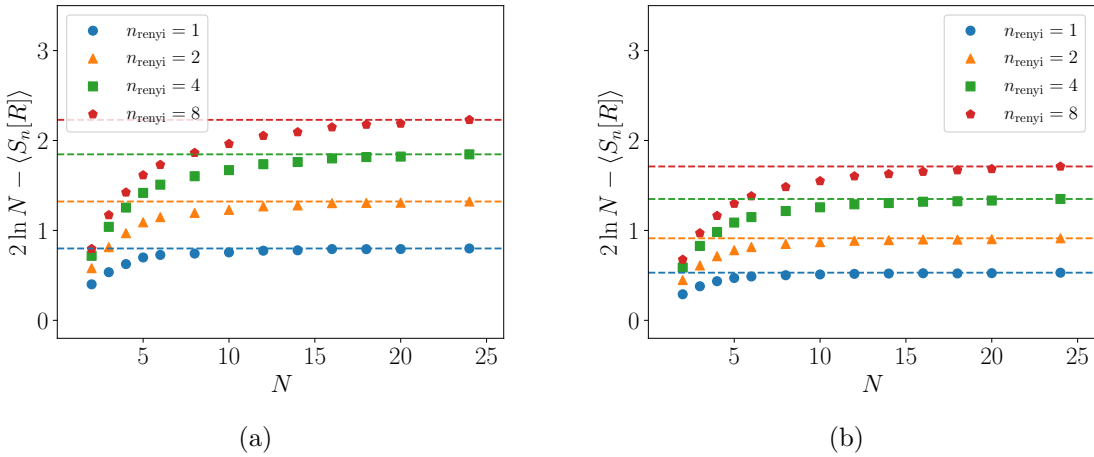 2 ln N − ⟨S_n[R]⟩
3
2
1
0
n_renyi = 1
n_renyi = 2
n_renyi = 4
n_renyi = 8
5 10 15 20 25
N
(a)
2 ln N − ⟨S_n[R]⟩
3
2
1
0
n_renyi = 1
n_renyi = 2
n_renyi = 4
n_renyi = 8
5 10 15 20 25
N
(b)